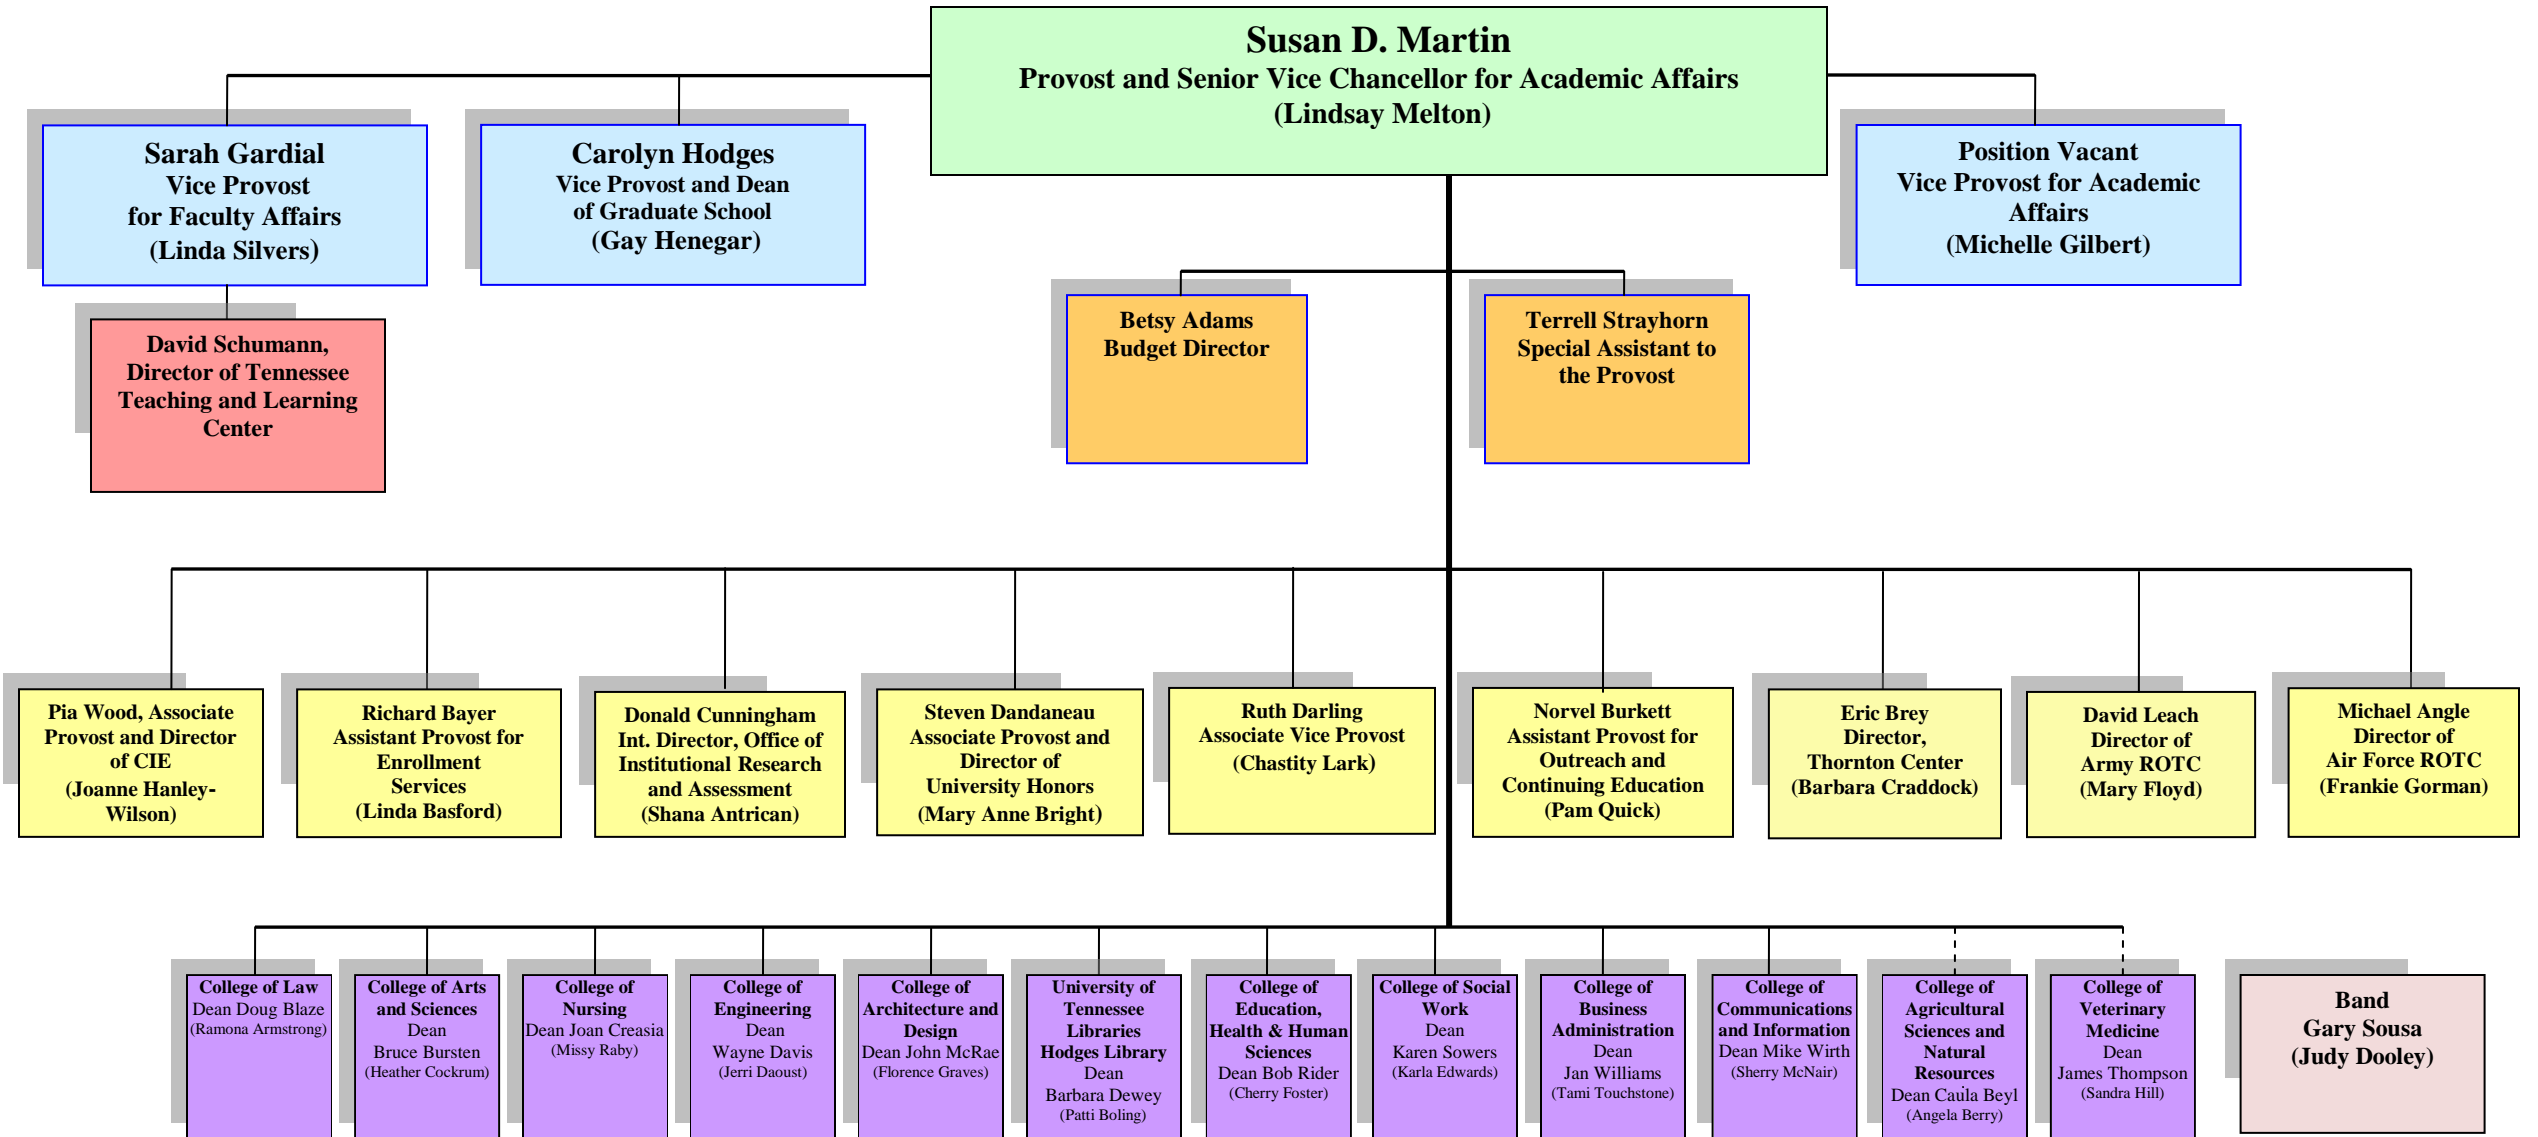 Susan D. Martin
Provost and Senior Vice Chancellor for Academic Affairs
(Lindsay Melton)
Sarah Gardial
Vice Provost
for Faculty Affairs
(Linda Silvers)
Carolyn Hodges
Vice Provost and Dean
of Graduate School
(Gay Henegar)
Position Vacant
Vice Provost for Academic
Affairs
(Michelle Gilbert)
David Schumann,
Director of Tennessee
Teaching and Learning
Center
Betsy Adams
Budget Director
Terrell Strayhorn
Special Assistant to
the Provost
Pia Wood, Associate
Provost and Director
of CIE
(Joanne Hanley-
Wilson)
Richard Bayer
Assistant Provost for
Enrollment
Services
(Linda Basford)
Donald Cunningham
Int. Director, Office of
Institutional Research
and Assessment
(Shana Antrican)
Steven Dandaneau
Associate Provost and
Director of
University Honors
(Mary Anne Bright)
Ruth Darling
Associate Vice Provost
(Chastity Lark)
Norvel Burkett
Assistant Provost for
Outreach and
Continuing Education
(Pam Quick)
Eric Brey
Director,
Thornton Center
(Barbara Craddock)
David Leach
Director of
Army ROTC
(Mary Floyd)
Michael Angle
Director of
Air Force ROTC
(Frankie Gorman)
College of Law
Dean Doug Blaze
(Ramona Armstrong)
College of Arts
and Sciences
Dean
Bruce Bursten
(Heather Cockrum)
College of
Nursing
Dean Joan Creasia
(Missy Raby)
College of
Engineering
Dean
Wayne Davis
(Jerri Daoust)
College of
Architecture and
Design
Dean John McRae
(Florence Graves)
University of
Tennessee
Libraries
Hodges Library
Dean
Barbara Dewey
(Patti Boling)
College of
Education,
Health & Human
Sciences
Dean Bob Rider
(Cherry Foster)
College of Social
Work
Dean
Karen Sowers
(Karla Edwards)
College of
Business
Administration
Dean
Jan Williams
(Tami Touchstone)
College of
Communications
and Information
Dean Mike Wirth
(Sherry McNair)
College of
Agricultural
Sciences and
Natural
Resources
Dean Caula Beyl
(Angela Berry)
College of
Veterinary
Medicine
Dean
James Thompson
(Sandra Hill)
Band
Gary Sousa
(Judy Dooley)